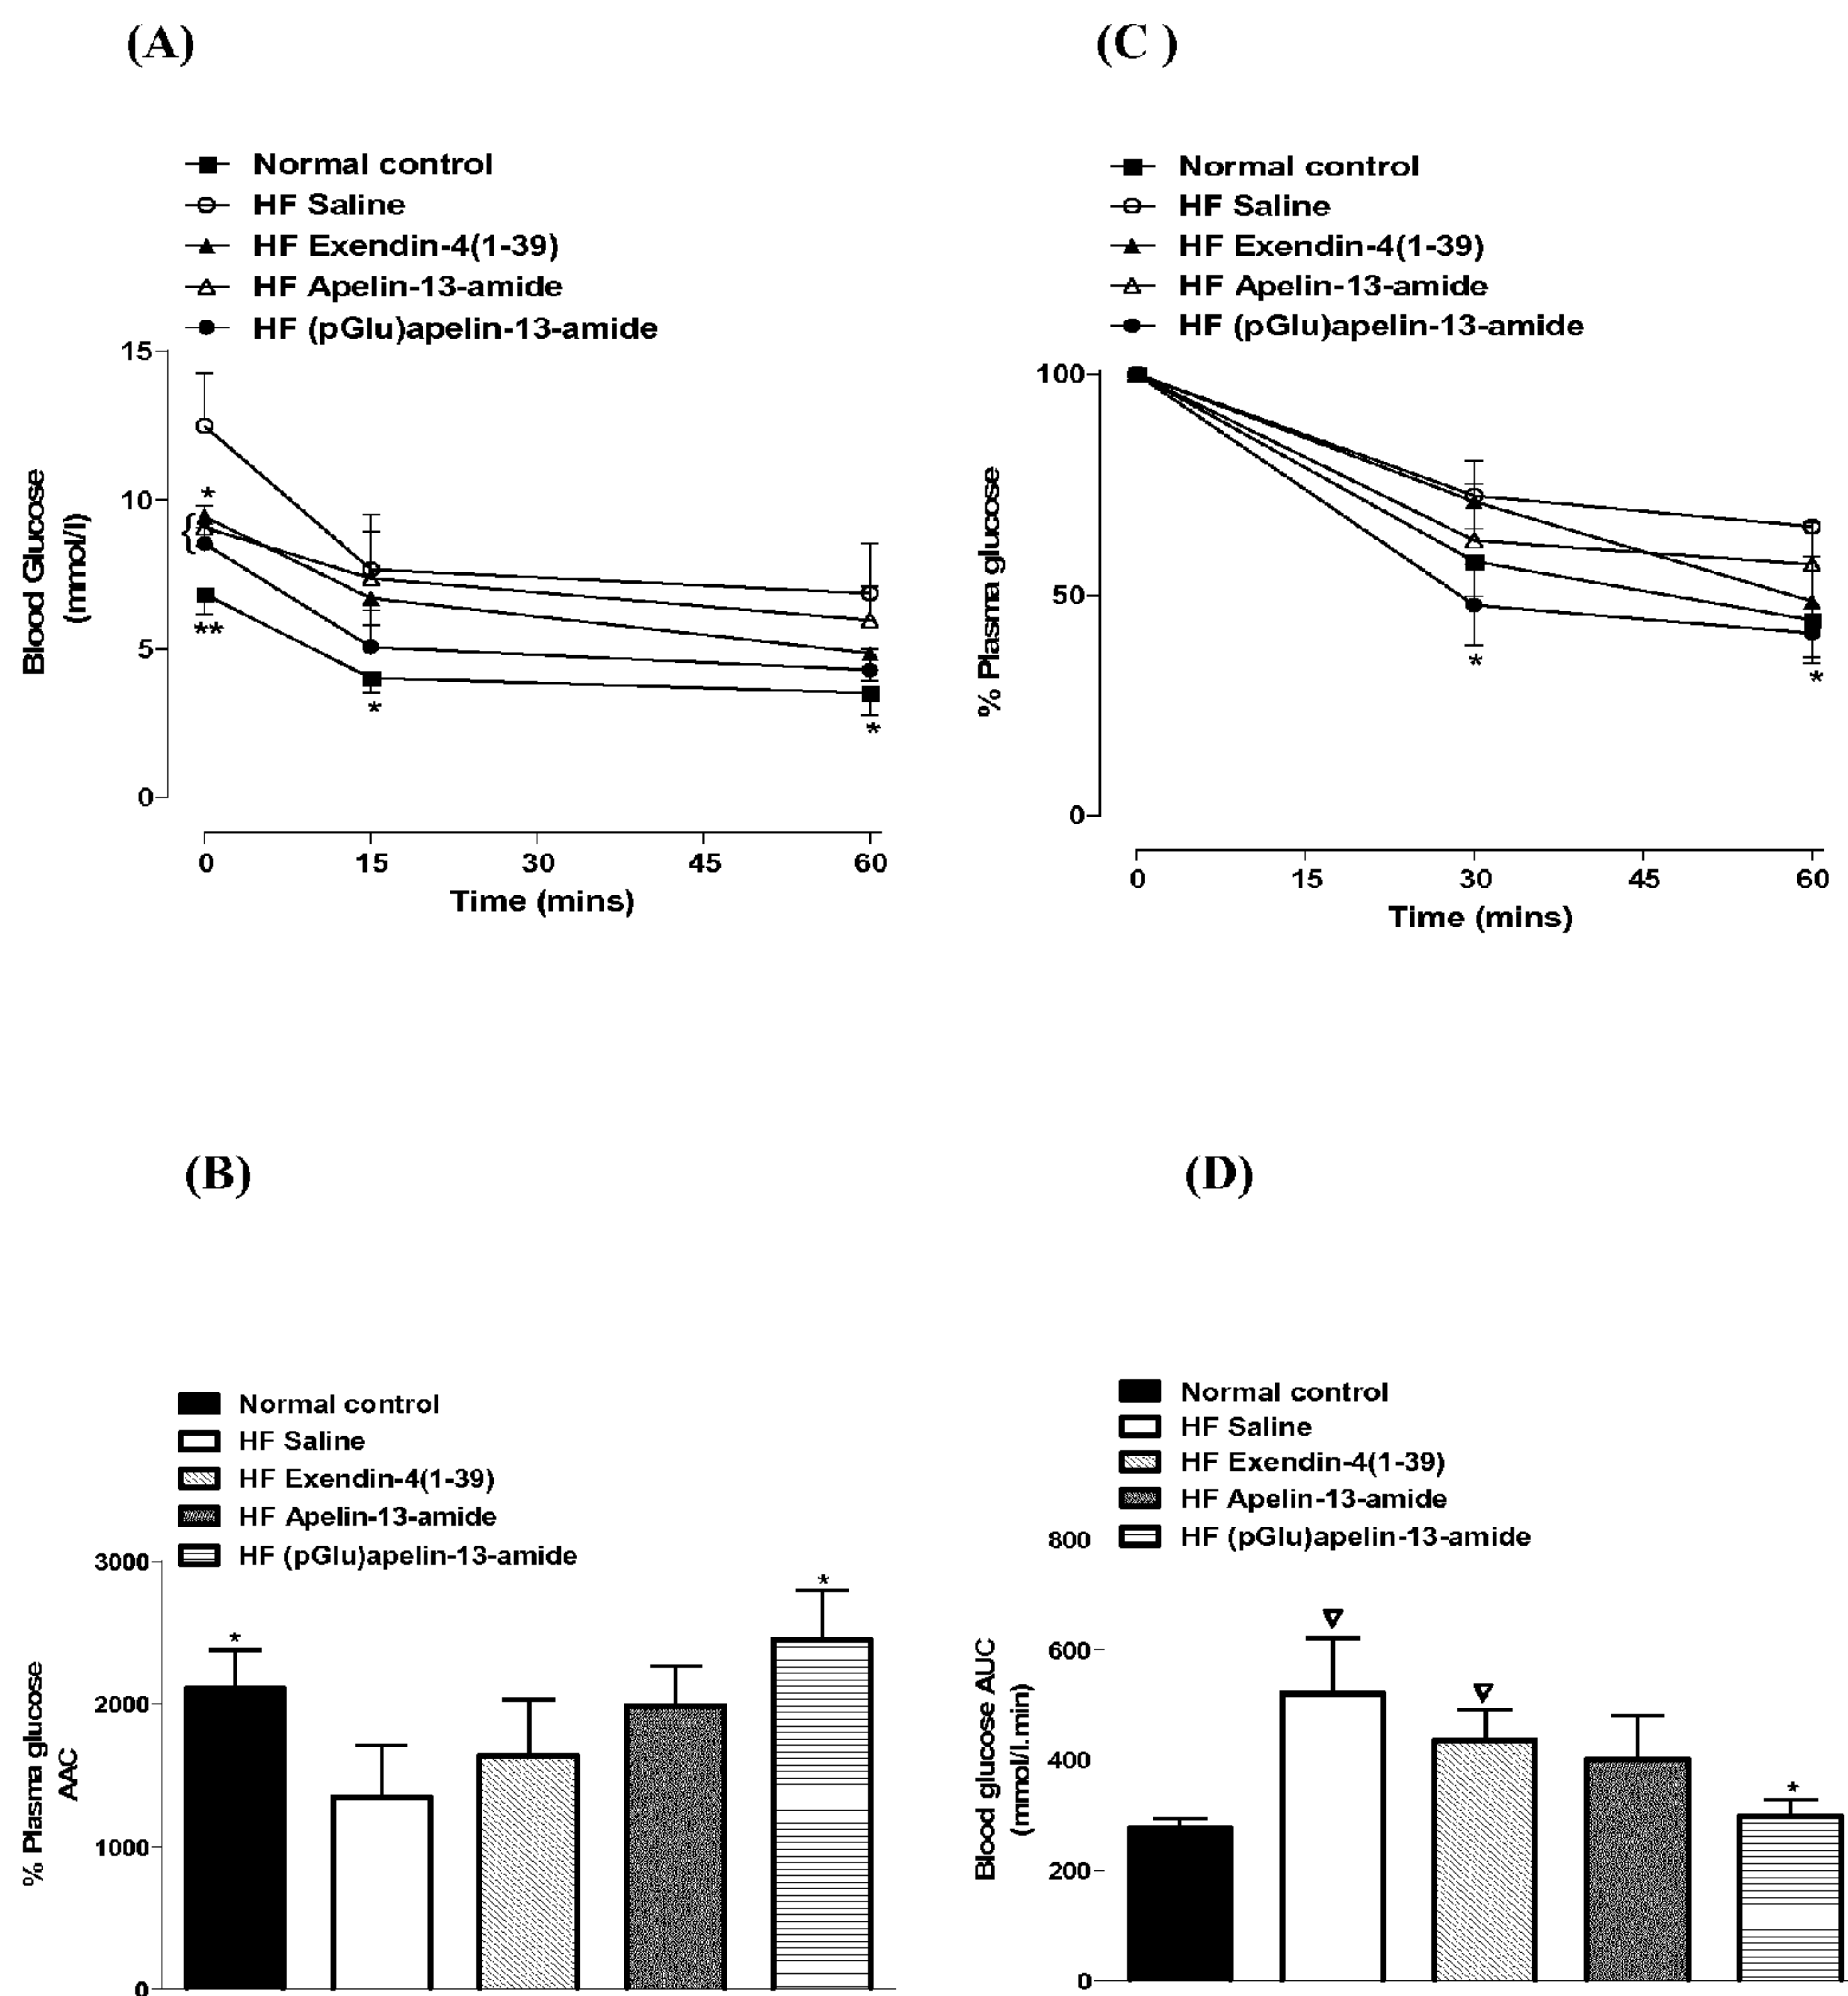 (A)
Normal control
HF Saline
HF Exendin-4(1-39)
HF Apelin-13-amide
HF (pGlu)apelin-13-amide
15
10
5
0
Blood Glucose
(mmol/l)
*
{
**
*
*
0 15 30 45 60
Time (mins)
(C )
Normal control
HF Saline
HF Exendin-4(1-39)
HF Apelin-13-amide
HF (pGlu)apelin-13-amide
100
50
0
% Plasma glucose
*
*
0 15 30 45 60
Time (mins)
(B)
Normal control
HF Saline
HF Exendin-4(1-39)
HF Apelin-13-amide
HF (pGlu)apelin-13-amide
3000
2000
1000
0
% Plasma glucose
AAC
*
*
(D)
Normal control
HF Saline
HF Exendin-4(1-39)
HF Apelin-13-amide
HF (pGlu)apelin-13-amide
800
600
400
200
0
Blood glucose AUC
(mmol/l.min)
∇
∇
*